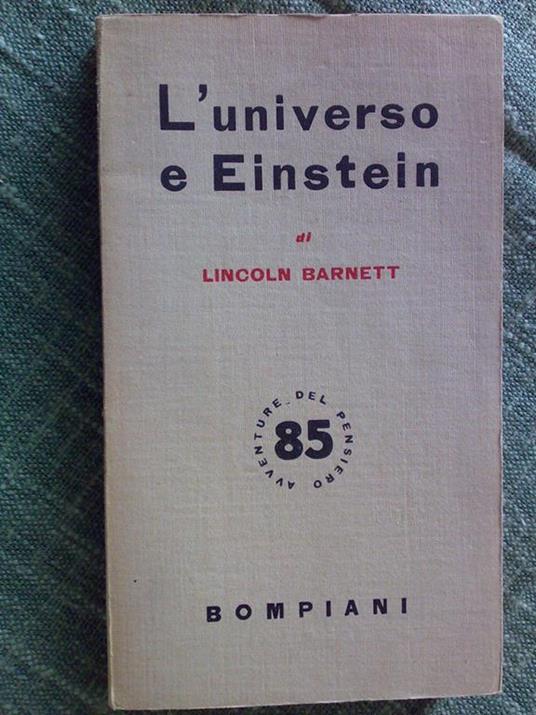 L'universo
e Einstein
di
LINCOLN BARNETT
AVVENTURE DEL PENSIERO
85
BOMPIANI